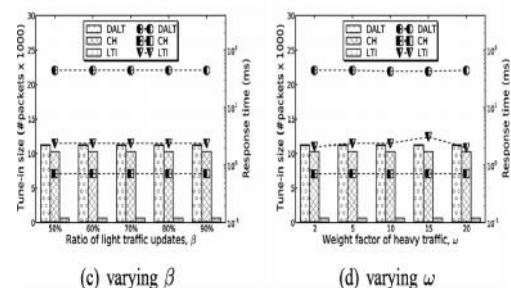 30
25
20
15
10
5
0
Tune-in size (#packets x 1000)
DALT
CH
LTI
DALT
CH
LTI
10²
10¹
10⁰
10⁻¹
Response time (ms)
50% 60% 70% 80% 90%
Ratio of light traffic updates, β
(c) varying β
30
25
20
15
10
5
0
Tune-in size (#packets x 1000)
DALT
CH
LTI
DALT
CH
LTI
10²
10¹
10⁰
10⁻¹
Response time (ms)
2 5 10 15 20
Weight factor of heavy traffic, ω
(d) varying ω